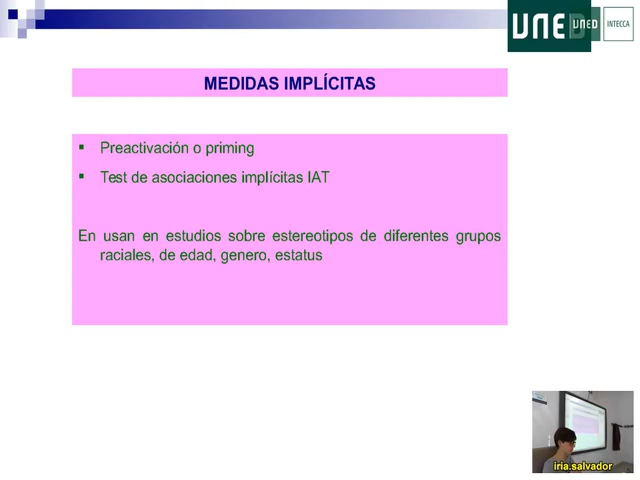 UNED
UNED
INTECCA
MEDIDAS IMPLÍCITAS
▪ Preactivación o priming
▪ Test de asociaciones implícitas IAT
En usan en estudios sobre estereotipos de diferentes grupos
raciales, de edad, genero, estatus
iria.salvador